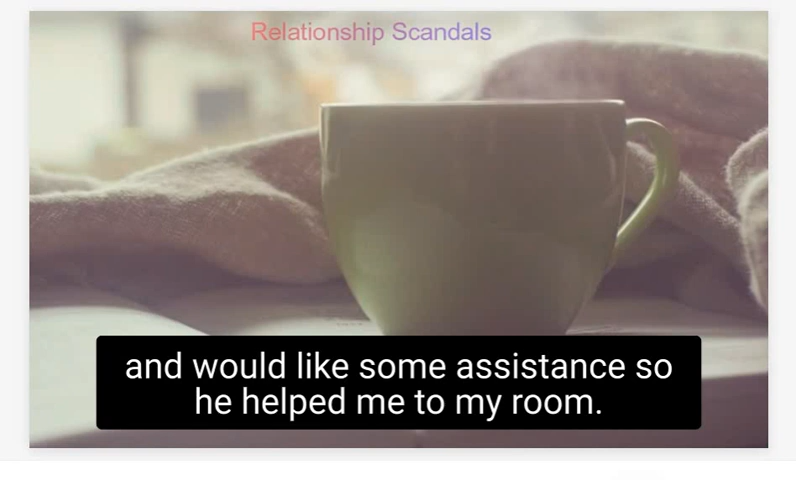 Relationship Scandals
and would like some assistance so
he helped me to my room.